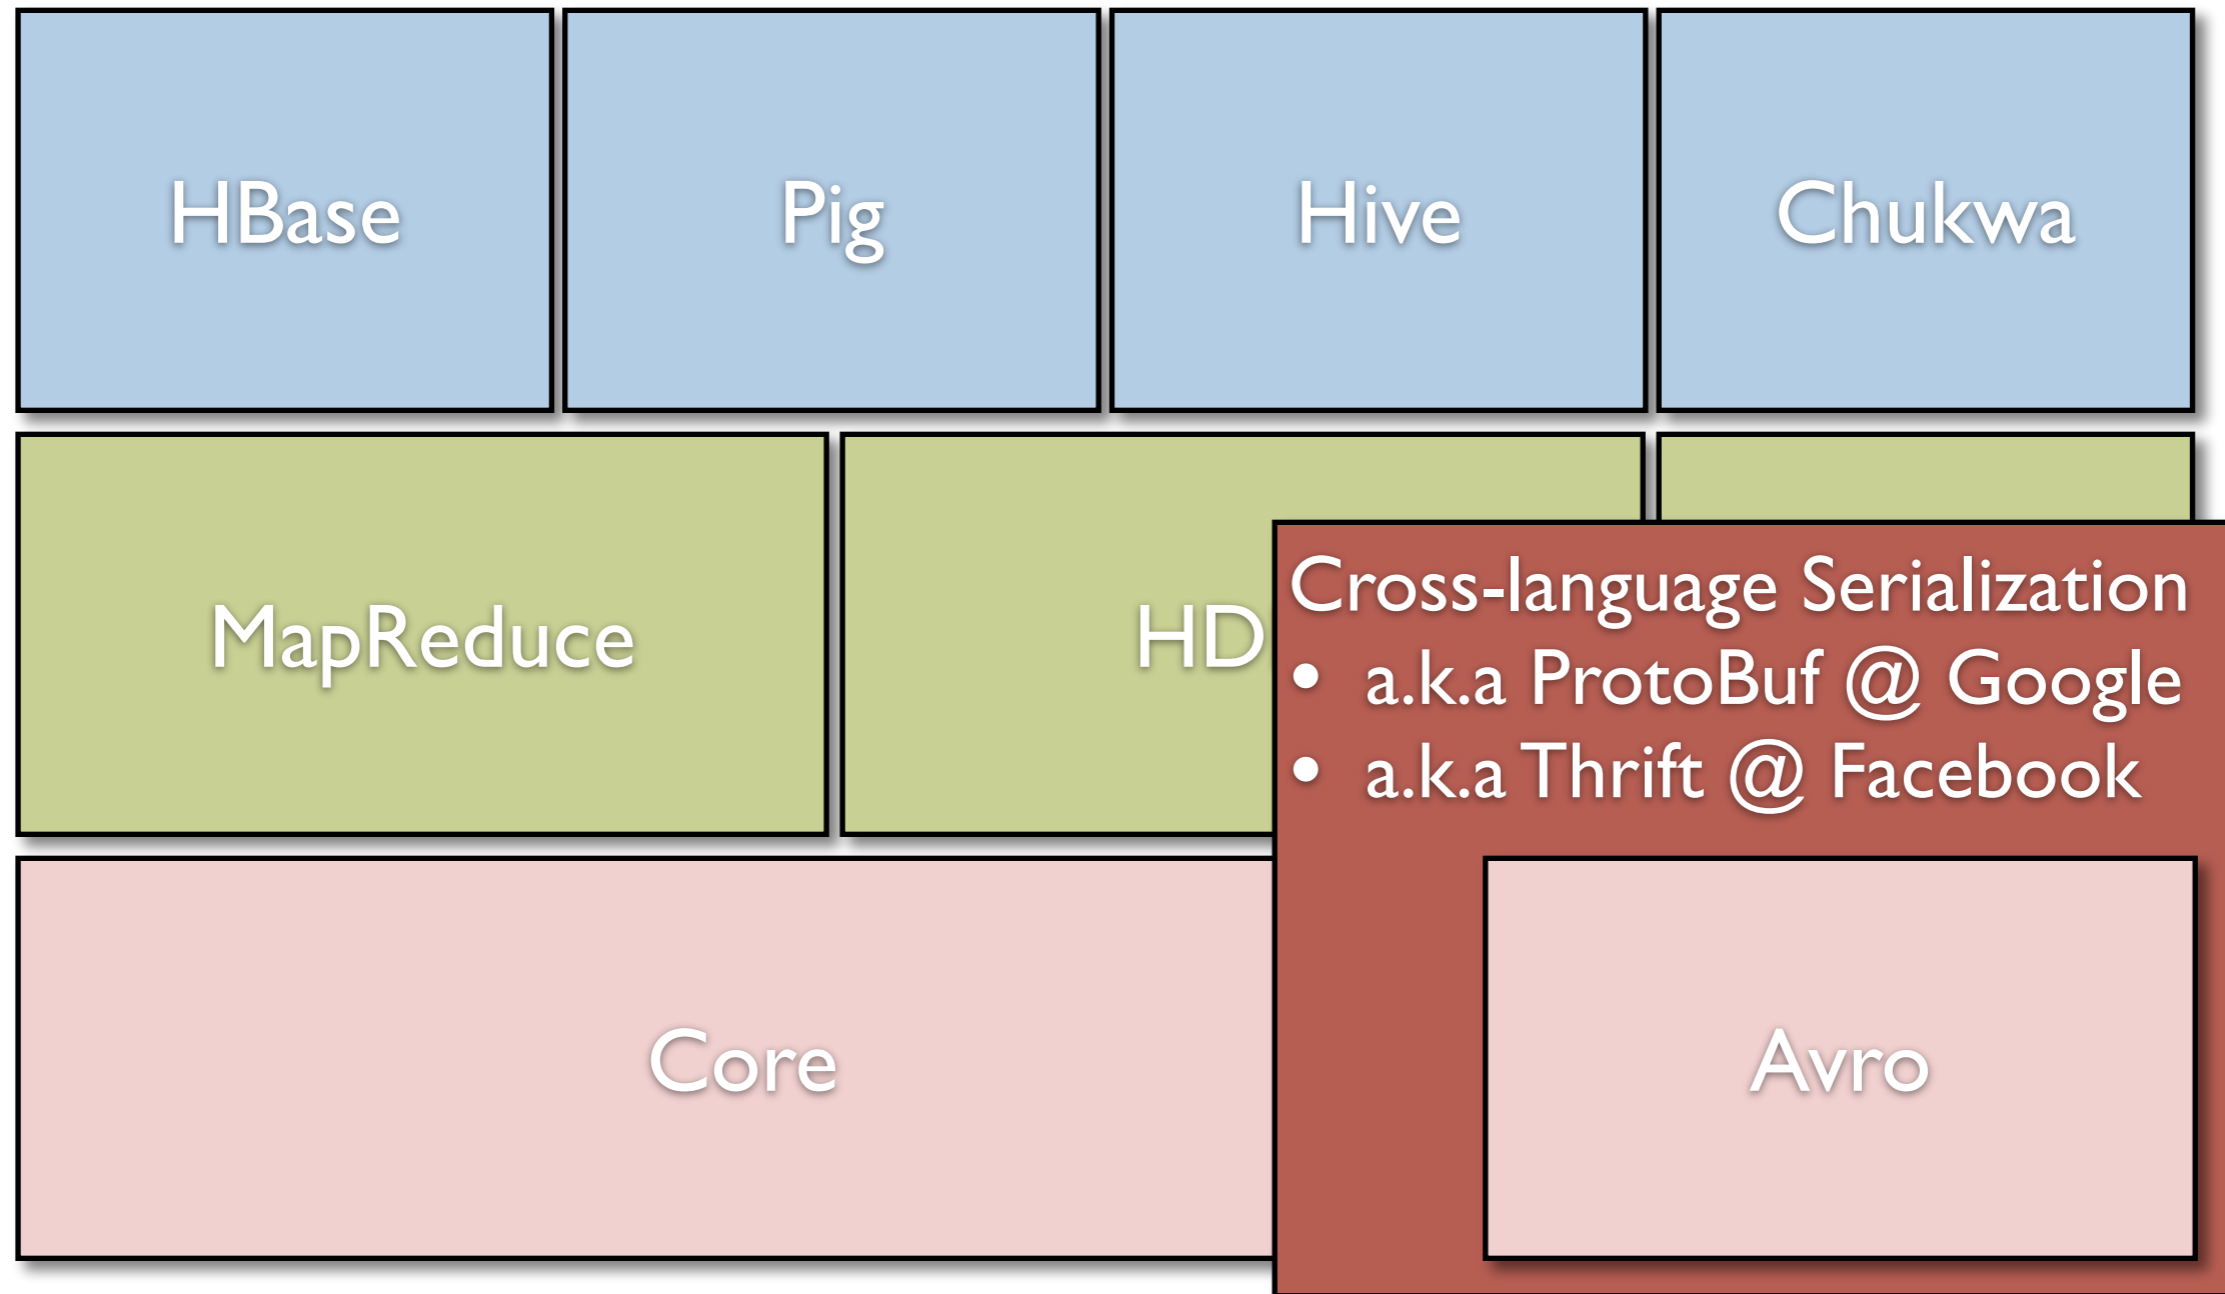 HBase
Pig
Hive
Chukwa
MapReduce
HD
Cross-language Serialization
• a.k.a ProtoBuf @ Google
• a.k.a Thrift @ Facebook
Core
Avro